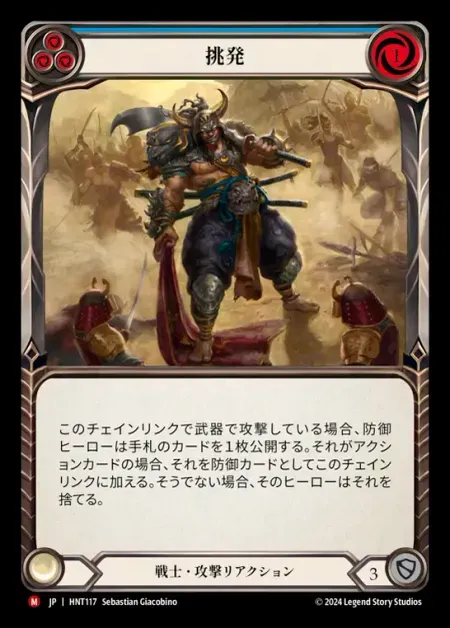 挑発
1
このチェインリンクで武器で攻撃している場合、防御
ヒーローは手札のカードを1枚公開する。それがアク
ションカードの場合、それを防御カードとしてこのチェイン
リンクに加える。そうでない場合、そのヒーローはそれを
捨てる。
戦士・攻撃リアクション
3
M JP | HNT117 Sebastian Giacobino
© 2024 Legend Story Studios